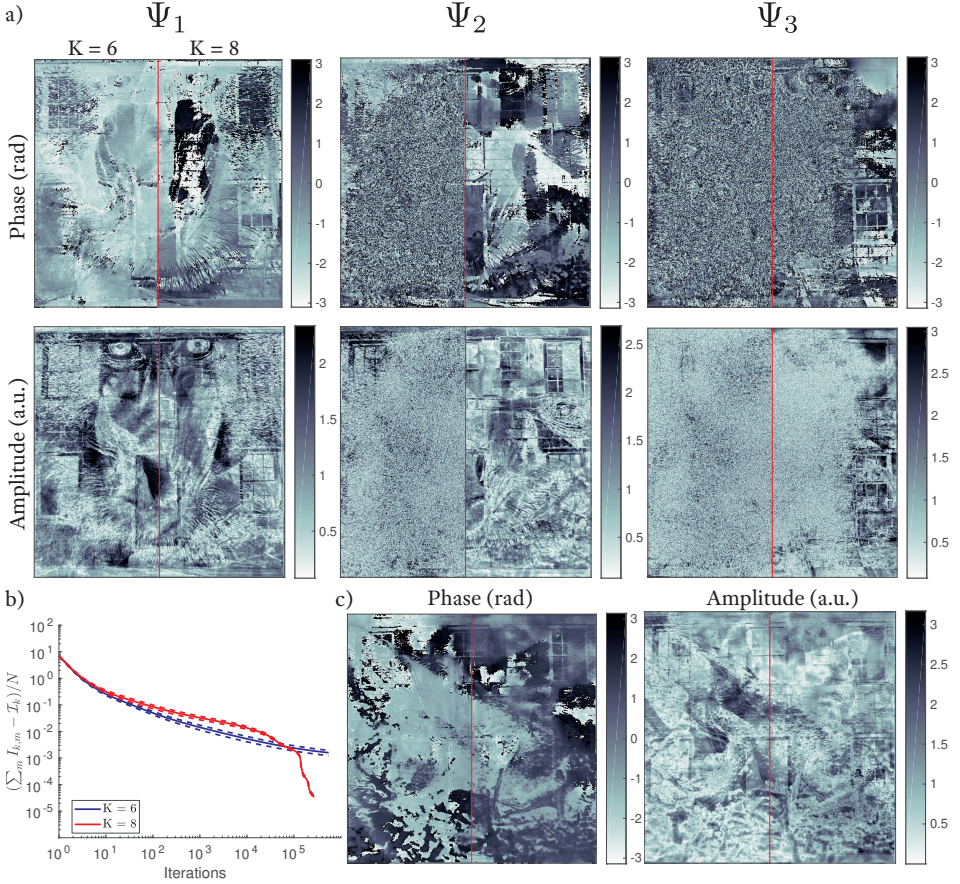 a) Ψ1 Ψ2 Ψ3
K = 6 K = 8
Phase (rad)
3 2 1 0 -1 -2 -3
3 2 1 0 -1 -2 -3
3 2 1 0 -1 -2 -3
Amplitude (a.u.)
2 1.5 1 0.5
2.5 2 1.5 1 0.5
3 2.5 2 1.5 1 0.5
b)
(∑m Ik,m − ℐk)/N
10^2
10^1
10^0
10^-1
10^-2
10^-3
10^-4
10^-5
K = 6
K = 8
10^0 10^1 10^2 10^3 10^4 10^5
Iterations
c) Phase (rad) Amplitude (a.u.)
3 2 1 0 -1 -2 -3
3 2.5 2 1.5 1 0.5